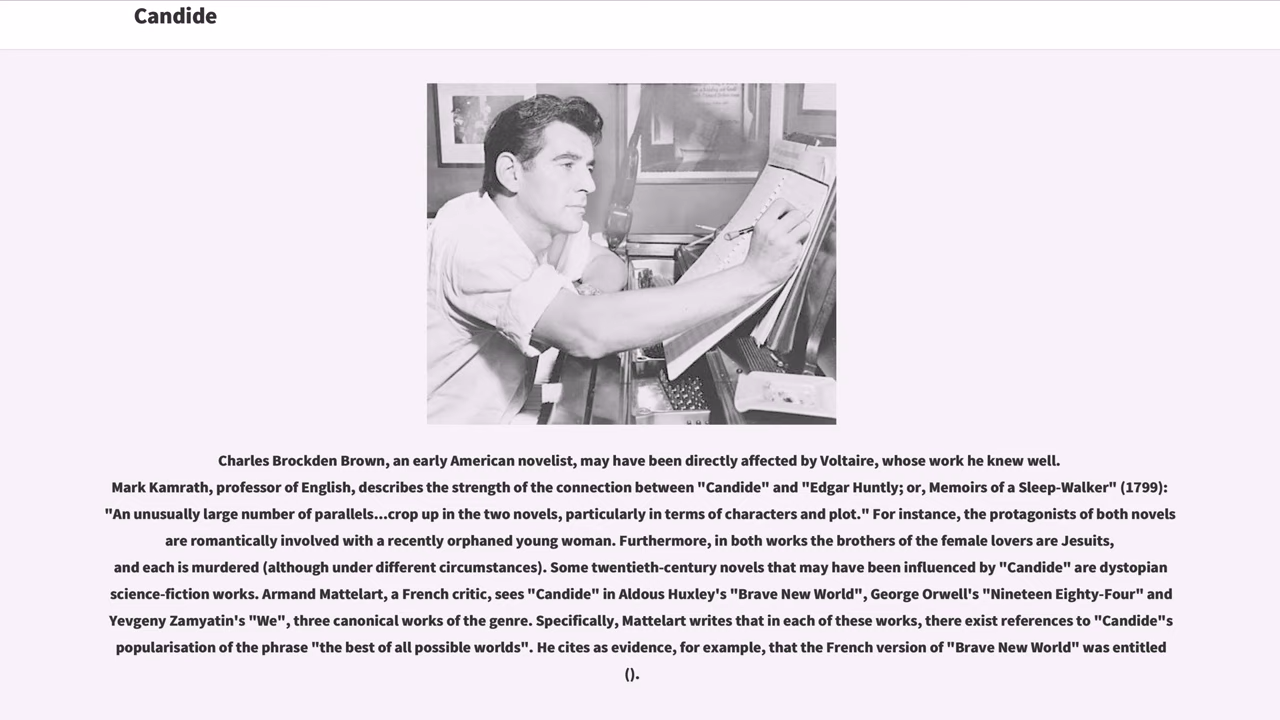 Candide
Charles Brockden Brown, an early American novelist, may have been directly affected by Voltaire, whose work he knew well.
Mark Kamrath, professor of English, describes the strength of the connection between "Candide" and "Edgar Huntly; or, Memoirs of a Sleep-Walker" (1799):
"An unusually large number of parallels...crop up in the two novels, particularly in terms of characters and plot." For instance, the protagonists of both novels
are romantically involved with a recently orphaned young woman. Furthermore, in both works the brothers of the female lovers are Jesuits,
and each is murdered (although under different circumstances). Some twentieth-century novels that may have been influenced by "Candide" are dystopian
science-fiction works. Armand Mattelart, a French critic, sees "Candide" in Aldous Huxley's "Brave New World", George Orwell's "Nineteen Eighty-Four" and
Yevgeny Zamyatin's "We", three canonical works of the genre. Specifically, Mattelart writes that in each of these works, there exist references to "Candide"s
popularisation of the phrase "the best of all possible worlds". He cites as evidence, for example, that the French version of "Brave New World" was entitled
().